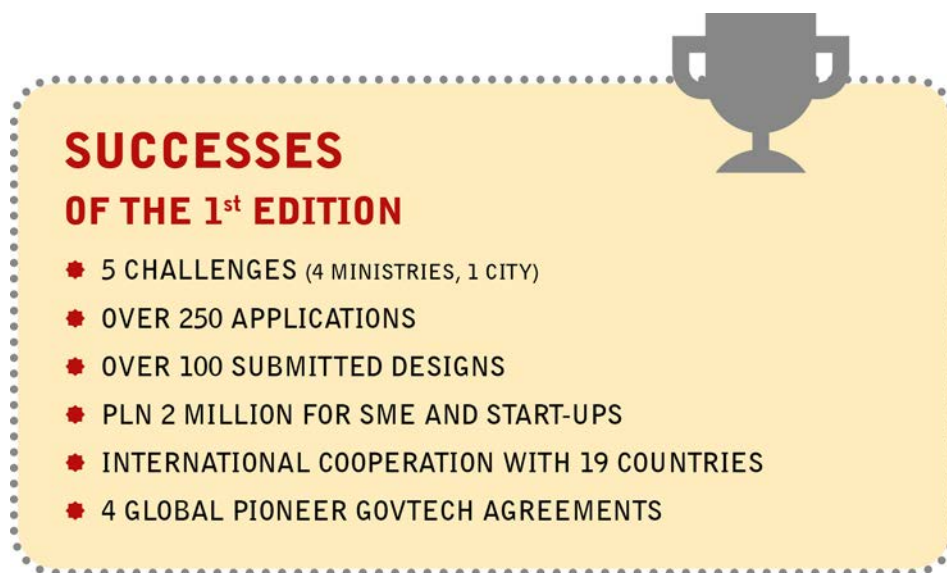 SUCCESSES
OF THE 1st EDITION
5 CHALLENGES (4 MINISTRIES, 1 CITY)
OVER 250 APPLICATIONS
OVER 100 SUBMITTED DESIGNS
PLN 2 MILLION FOR SME AND START-UPS
INTERNATIONAL COOPERATION WITH 19 COUNTRIES
4 GLOBAL PIONEER GOVTECH AGREEMENTS